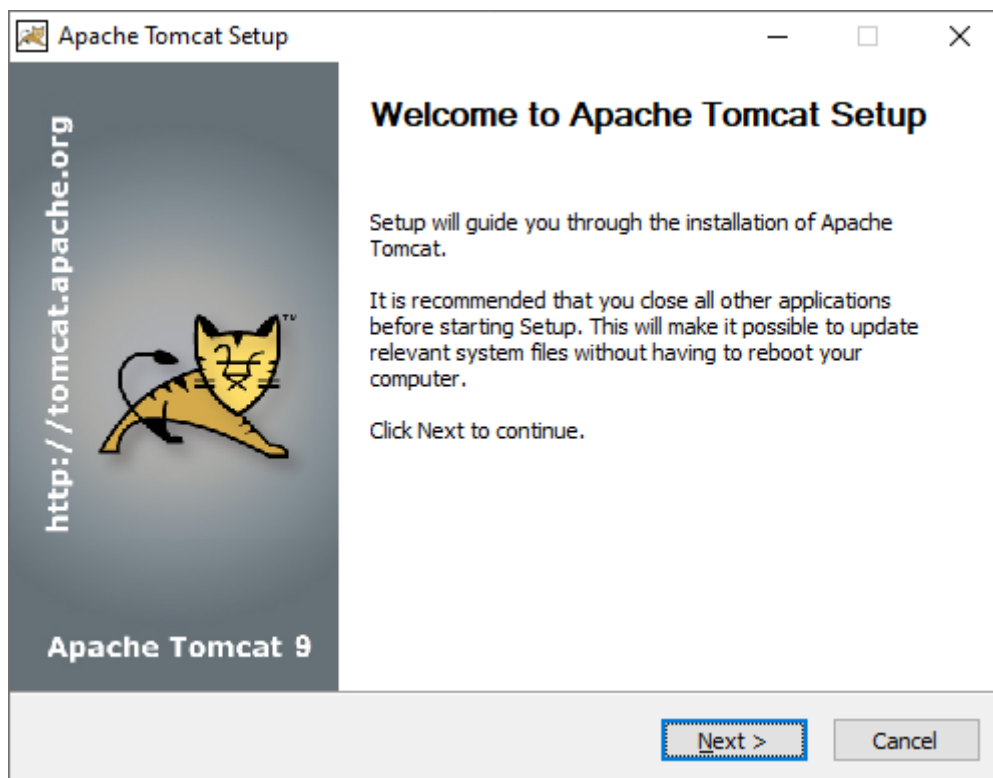 Apache Tomcat Setup
http://tomcat.apache.org
TM
Apache Tomcat 9
Welcome to Apache Tomcat Setup
Setup will guide you through the installation of Apache
Tomcat.
It is recommended that you close all other applications
before starting Setup. This will make it possible to update
relevant system files without having to reboot your
computer.
Click Next to continue.
Next >
Cancel